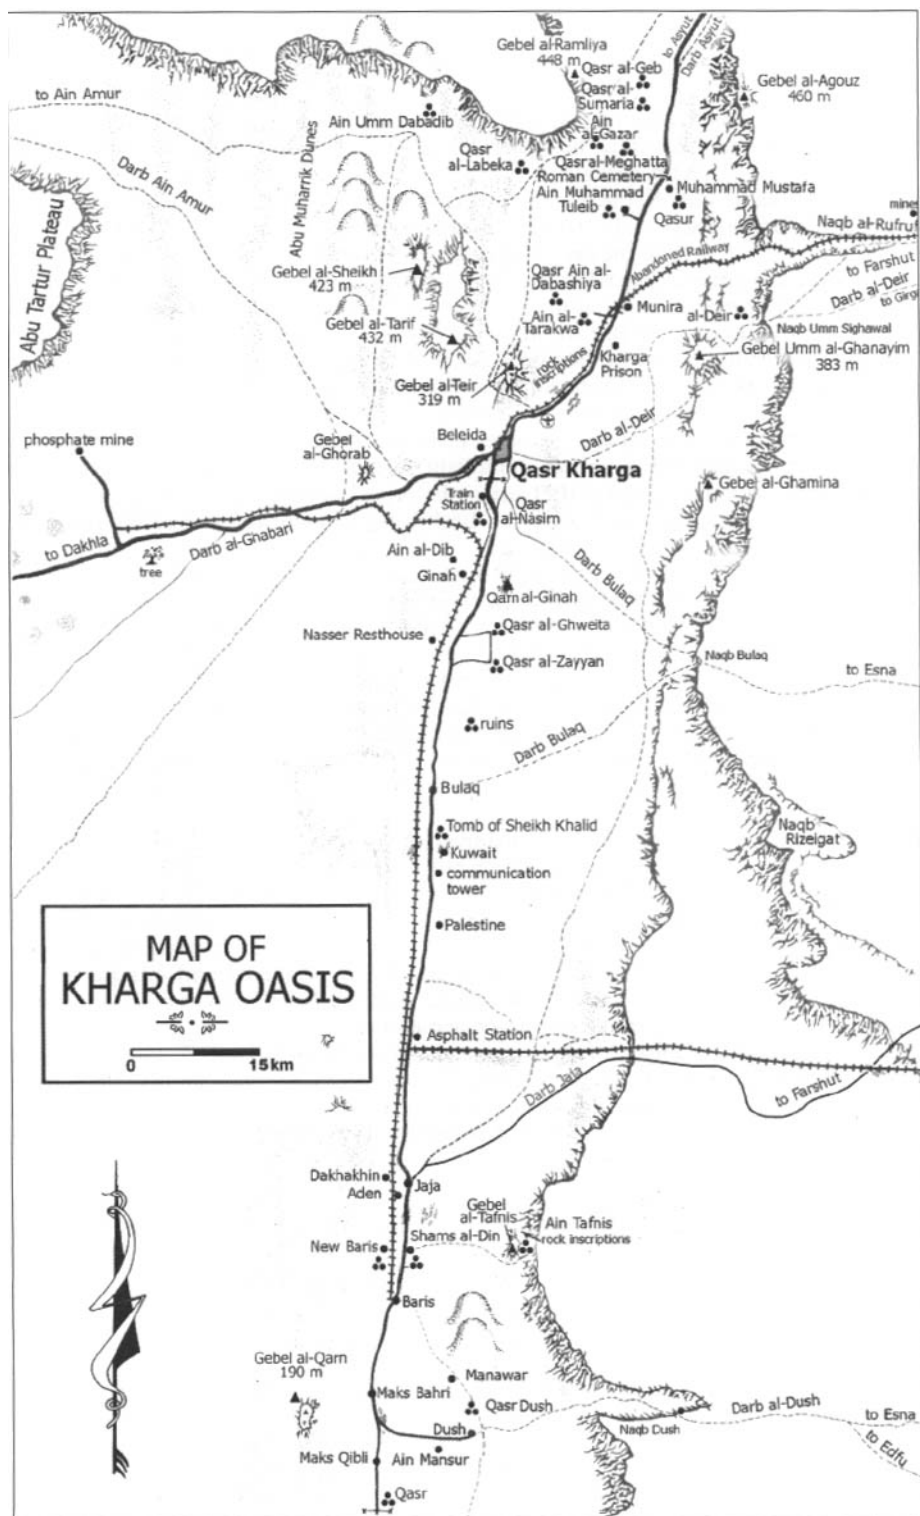 Gebel al-Ramliya
448 m
to Asyut
Darb Asyut
Qasr al-Geb
Gebel al-Agouz
460 m
to Ain Amur
Qasr
al-Sumaria
Ain Umm Dabadib
Ain
al-Gazar
Qasr
al-Labeka
Qasr al-Meghatta
Roman Cemetery
Darb Ain Amur
Abu Muharrik Dunes
Ain Muhammad
Tuleib
Muhammad Mustafa
Qasur
mines
Naqb al-Rufruf
Abu Tartur Plateau
Abandoned Railway
Gebel al-Sheikh
423 m
Qasr Ain al-
Dabashiya
to Farshut
Darb al-Deir
Munira
al-Deir
Gebel al-Tarif
432 m
Ain al-
Tarakwa
Naqb Umm Sighawal
Gebel Umm al-Ghanayim
383 m
rock
inscriptions
Kharga
Prison
Gebel al-Teir
319 m
phosphate mine
Gebel
al-Ghorab
Beleida
Darb al-Deir
Qasr Kharga
Gebel al-Ghamina
Train
Station
Qasr
al-Nasim
to Dakhla
Darb al-Ghabari
tree
Ain al-Dib
Ginah
Qarn al-Ginah
Darb Bulaq
Nasser Resthouse
Qasr al-Ghweita
Qasr al-Zayyan
Naqb Bulaq
to Esna
ruins
Darb Bulaq
Bulaq
Tomb of Sheikh Khalid
Kuwait
communication
tower
Naqb
Rizeigat
Palestine
MAP OF
KHARGA OASIS
0 15km
Asphalt Station
Darb Jaja
to Farshut
Dakhakhin
Aden
Jaja
Gebel
al-Tafnis
Ain Tafnis
rock inscriptions
New Baris
Shams al-Din
Baris
Gebel al-Qarn
190 m
Manawar
Maks Bahri
Qasr Dush
Darb al-Dush
to Esna
to Edfu
Dush
Naqb Dush
Maks Qibli
Ain Mansur
Qasr